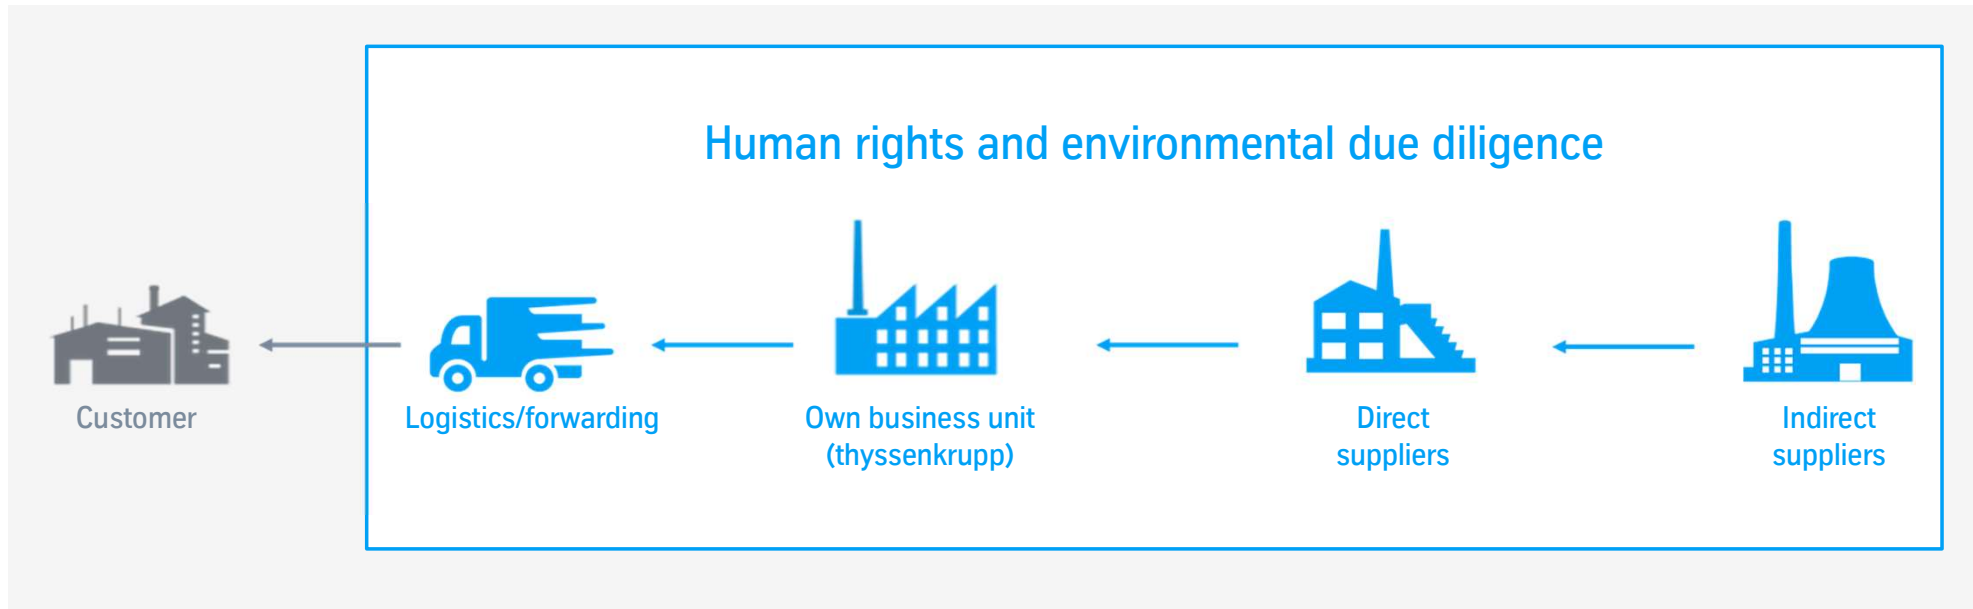 Human rights and environmental due diligence
Customer
Logistics/forwarding
Own business unit
(thyssenkrupp)
Direct
suppliers
Indirect
suppliers